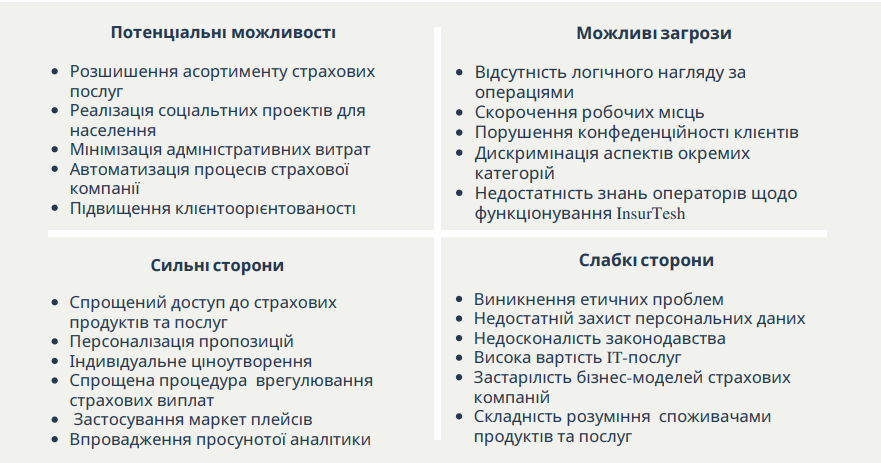 Потенціальні можливості
• Розшишення асортименту страхових
послуг
• Реалізація соціальтних проектів для
населення
• Мінімізація адміністративних витрат
• Автоматизація процесів страхової
компанії
• Підвищення клієнтоорієнтованості
Можливі загрози
• Відсутність логічного нагляду за
операціями
• Скорочення робочих місць
• Порушення конфеденційності клієнтів
• Дискримінація аспектів окремих
категорій
• Недостатність знань операторів щодо
функціонування InsurTesh
Сильні сторони
• Спрощений доступ до страхових
продуктів та послуг
• Персоналізація пропозицій
• Індивідуальне ціноутворення
• Спрощена процедура врегулювання
страхових виплат
• Застосування маркет плейсів
• Впровадження просунотої аналітики
Слабкі сторони
• Виникнення етичних проблем
• Недостатній захист персональних даних
• Недосконалість законодавства
• Висока вартість ІТ-послуг
• Застарілість бізнес-моделей страхових
компаній
• Складність розуміння споживачами
продуктів та послуг